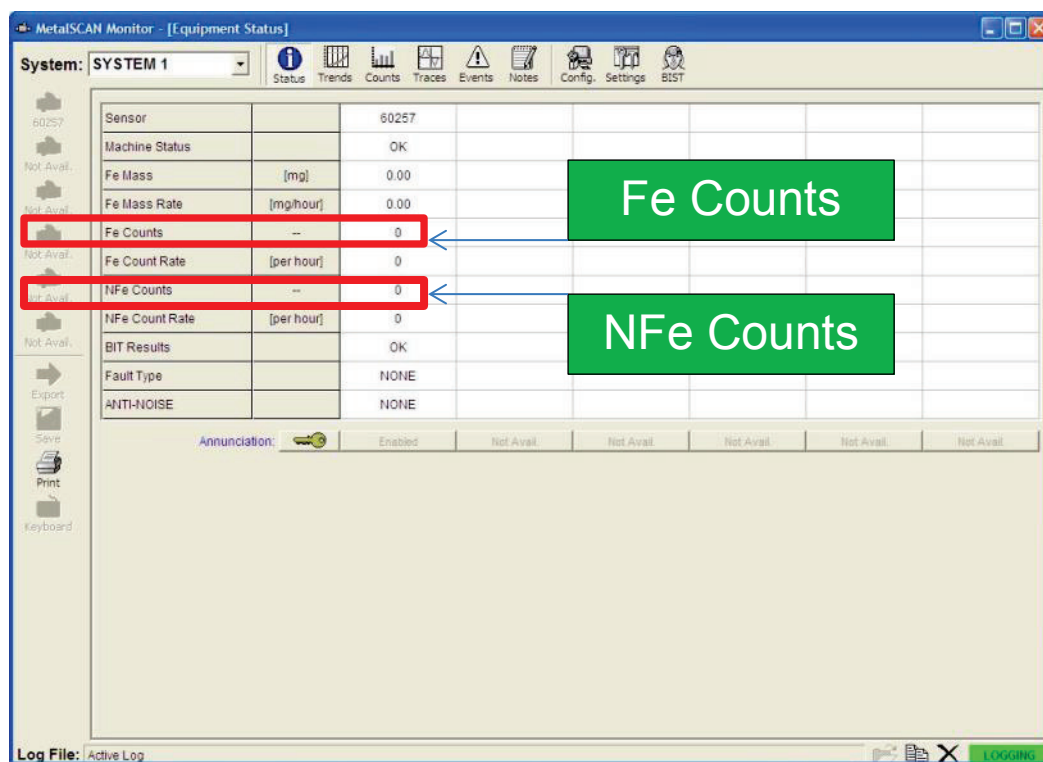 MetalSCAN Monitor - [Equipment Status]
System: SYSTEM 1
Status Trends Counts Traces Events Notes Config. Settings BIST
60257
Not Avail.
Not Avail.
Not Avail.
Not Avail.
Not Avail.
Export
Save
Print
Keyboard
Sensor 60257
Machine Status OK
Fe Mass [mg] 0.00
Fe Mass Rate [mg/hour] 0.00
Fe Counts -- 0
Fe Count Rate [per hour] 0
NFe Counts -- 0
NFe Count Rate [per hour] 0
BIT Results OK
Fault Type NONE
ANTI-NOISE NONE
Fe Counts
NFe Counts
Annunciation: Enabled Not Avail. Not Avail. Not Avail. Not Avail. Not Avail.
Log File: Active Log LOGGING